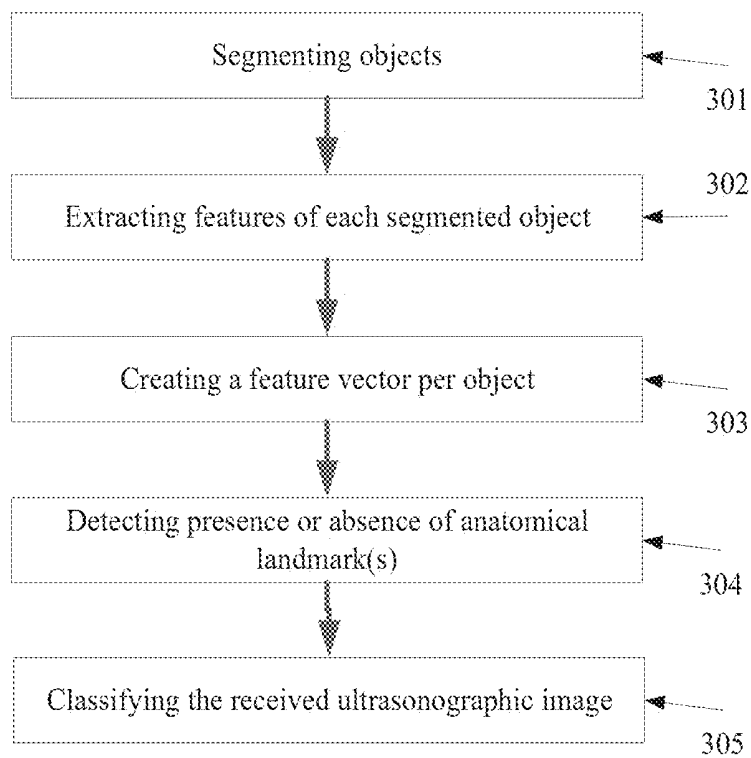 Segmenting objects
301
302
Extracting features of each segmented object
Creating a feature vector per object
303
Detecting presence or absence of anatomical
landmark(s)
304
Classifying the received ultrasonographic image
305